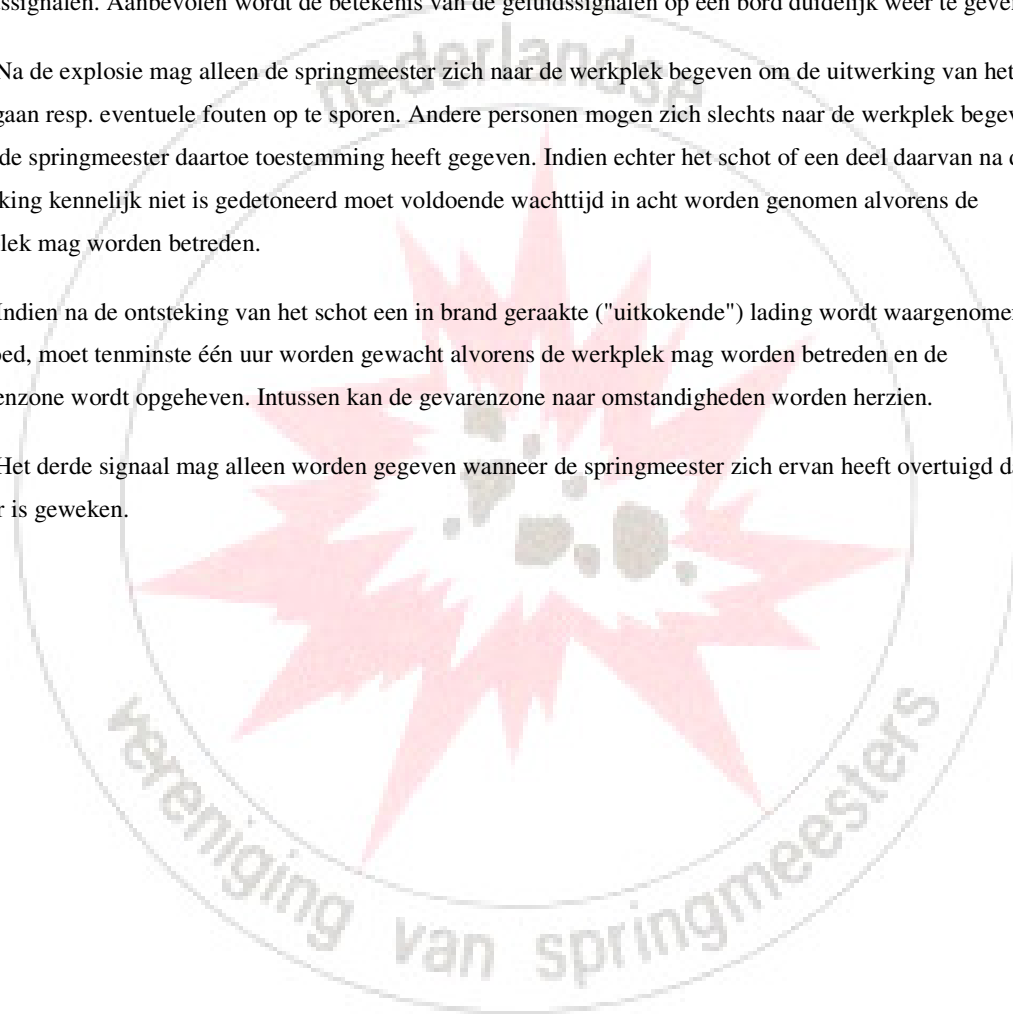 ssignalen. Aanbevolen wordt de betekenis van de geluidssignalen op een bord duidelijk weer te geve
nederlandse
Na de explosie mag alleen de springmeester zich naar de werkplek begeven om de uitwerking van het
gaan resp. eventuele fouten op te sporen. Andere personen mogen zich slechts naar de werkplek begev
de springmeester daartoe toestemming heeft gegeven. Indien echter het schot of een deel daarvan na
king kennelijk niet is gedetoneerd moet voldoende wachttijd in acht worden genomen alvorens de
lek mag worden betreden.
Indien na de ontsteking van het schot een in brand geraakte ("uitkokende") lading wordt waargenomen
oed, moet tenminste één uur worden gewacht alvorens de werkplek mag worden betreden en de
enzone wordt opgeheven. Intussen kan de gevarenzone naar omstandigheden worden herzien.
Het derde signaal mag alleen worden gegeven wanneer de springmeester zich ervan heeft overtuigd d
r is geweken.
vereniging van springmeesters